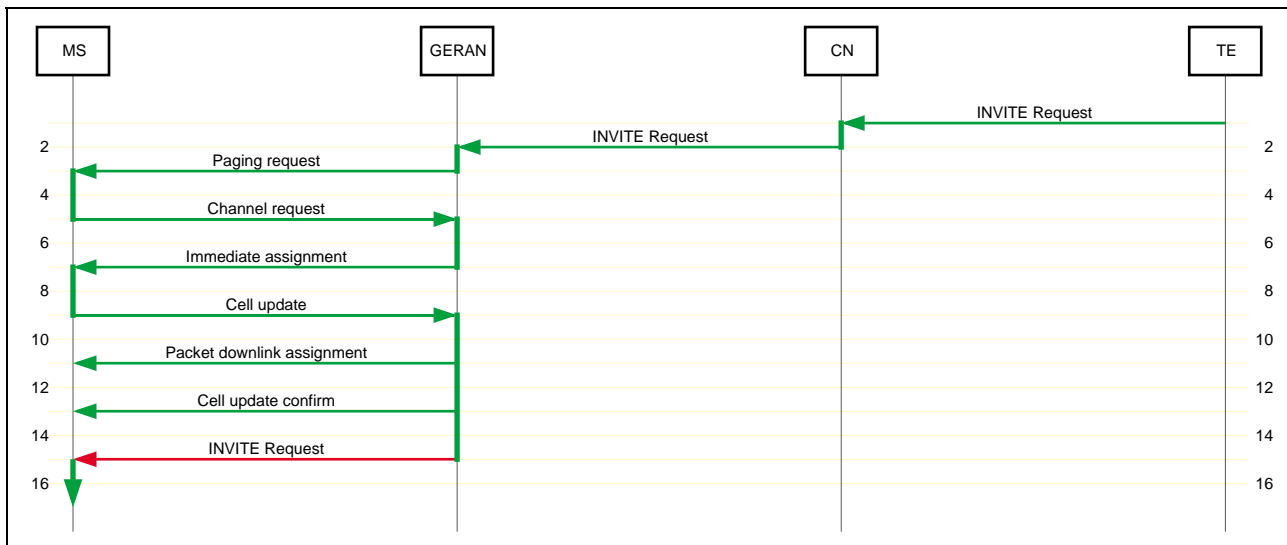 MS GERAN CN TE
INVITE Request
INVITE Request
2 2
Paging request
4 4
Channel request
6 6
Immediate assignment
8 8
Cell update
10 10
Packet downlink assignment
12 12
Cell update confirm
14 14
INVITE Request
16 16